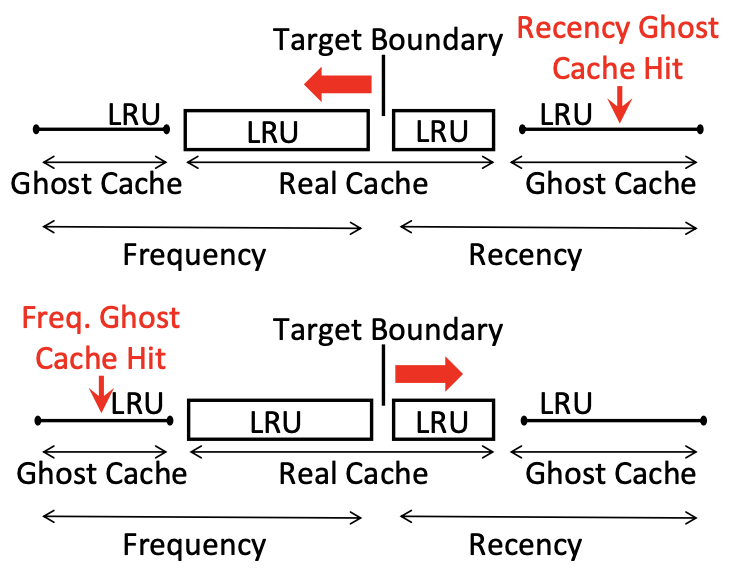 Target Boundary
Recency Ghost
Cache Hit
LRU
LRU
LRU
LRU
Ghost Cache
Real Cache
Ghost Cache
Frequency
Recency
Freq. Ghost
Cache Hit
Target Boundary
LRU
LRU
LRU
LRU
Ghost Cache
Real Cache
Ghost Cache
Frequency
Recency